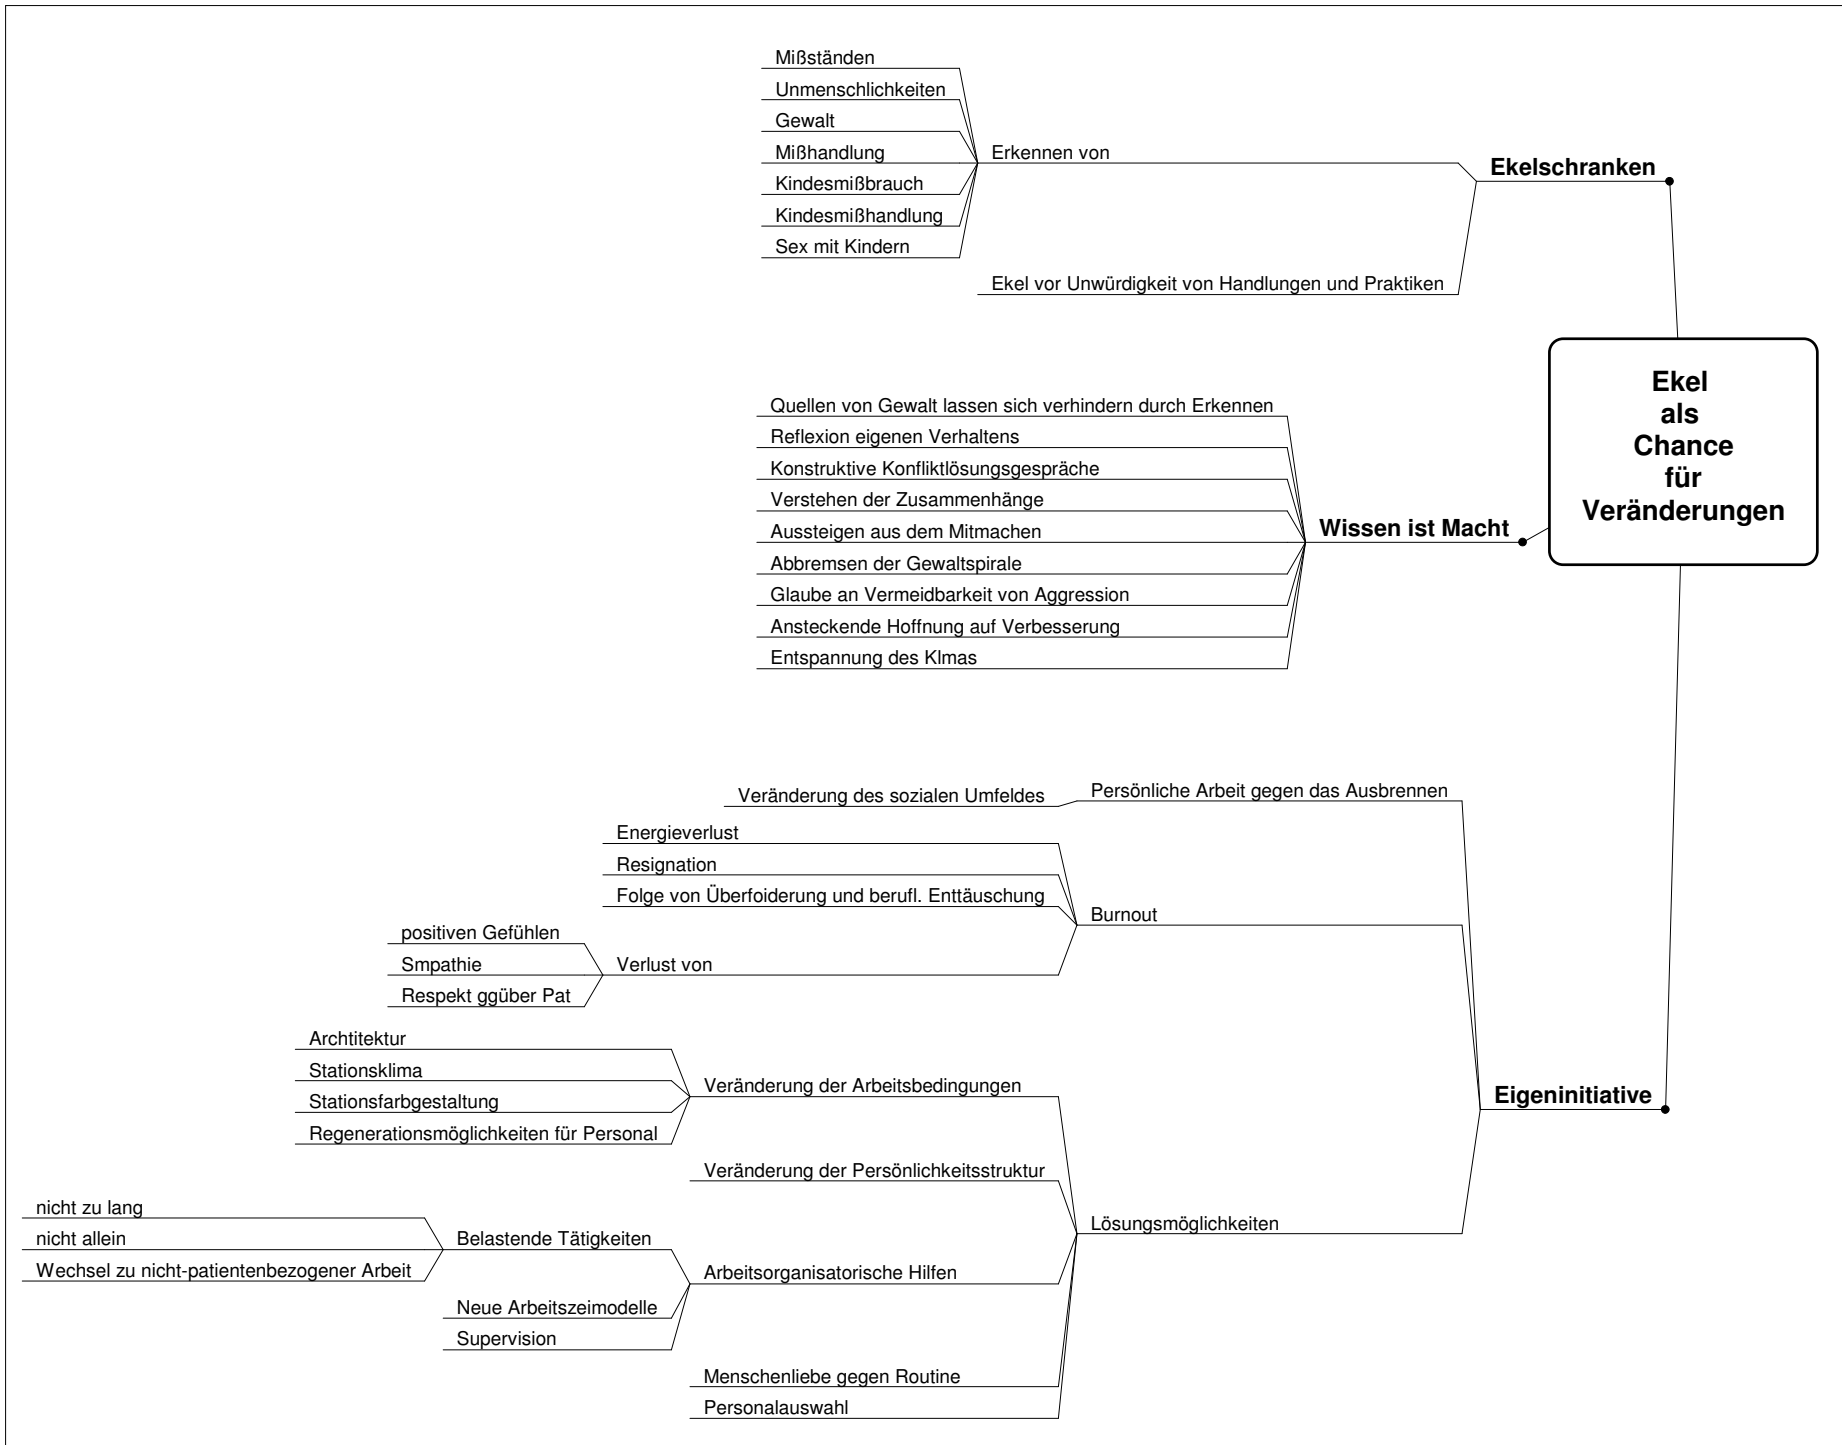 Mißständen
Unmenschlichkeiten
Gewalt
Mißhandlung
Kindesmißbrauch
Kindesmißhandlung
Sex mit Kindern
Erkennen von
Ekel vor Unwürdigkeit von Handlungen und Praktiken
Ekelschranken
Ekel
als
Chance
für
Veränderungen
Quellen von Gewalt lassen sich verhindern durch Erkennen
Reflexion eigenen Verhaltens
Konstruktive Konfliktlösungsgespräche
Verstehen der Zusammenhänge
Aussteigen aus dem Mitmachen
Abbremsen der Gewaltspirale
Glaube an Vermeidbarkeit von Aggression
Ansteckende Hoffnung auf Verbesserung
Entspannung des Klmas
Wissen ist Macht
Veränderung des sozialen Umfeldes
Persönliche Arbeit gegen das Ausbrennen
Energieverlust
Resignation
Folge von Überfoiderung und berufl. Enttäuschung
positiven Gefühlen
Smpathie
Respekt ggüber Pat
Verlust von
Burnout
Archtitektur
Stationsklima
Stationsfarbgestaltung
Regenerationsmöglichkeiten für Personal
Veränderung der Arbeitsbedingungen
Veränderung der Persönlichkeitsstruktur
nicht zu lang
nicht allein
Wechsel zu nicht-patientenbezogener Arbeit
Belastende Tätigkeiten
Neue Arbeitszeimodelle
Supervision
Arbeitsorganisatorische Hilfen
Menschenliebe gegen Routine
Personalauswahl
Lösungsmöglichkeiten
Eigeninitiative